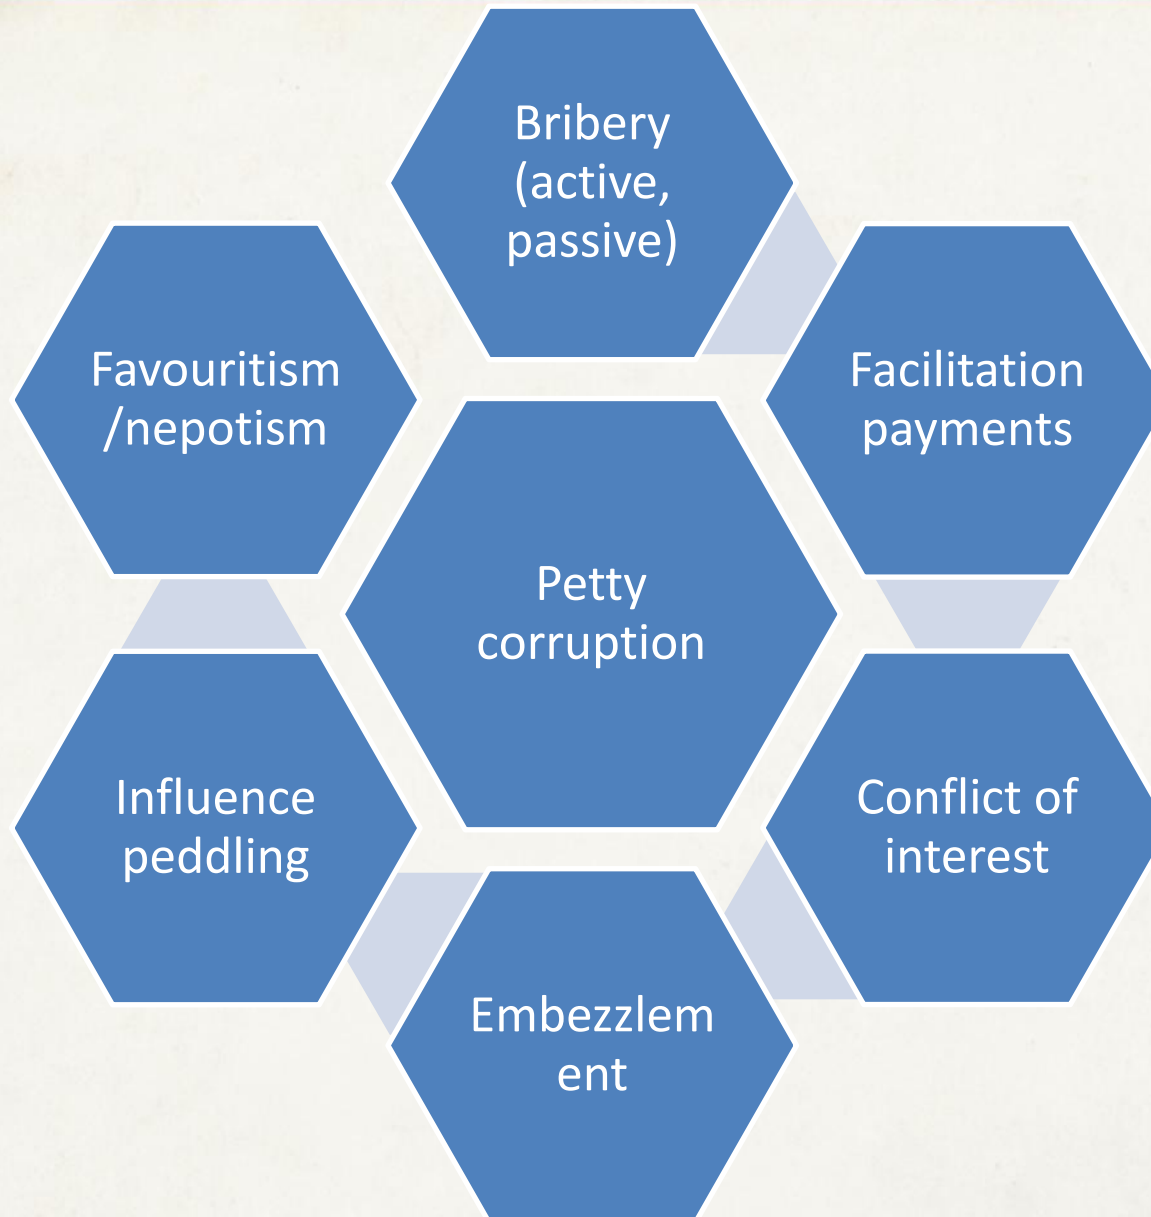 Bribery
(active,
passive)
Favouritism
/nepotism
Facilitation
payments
Petty
corruption
Influence
peddling
Conflict of
interest
Embezzlem
ent